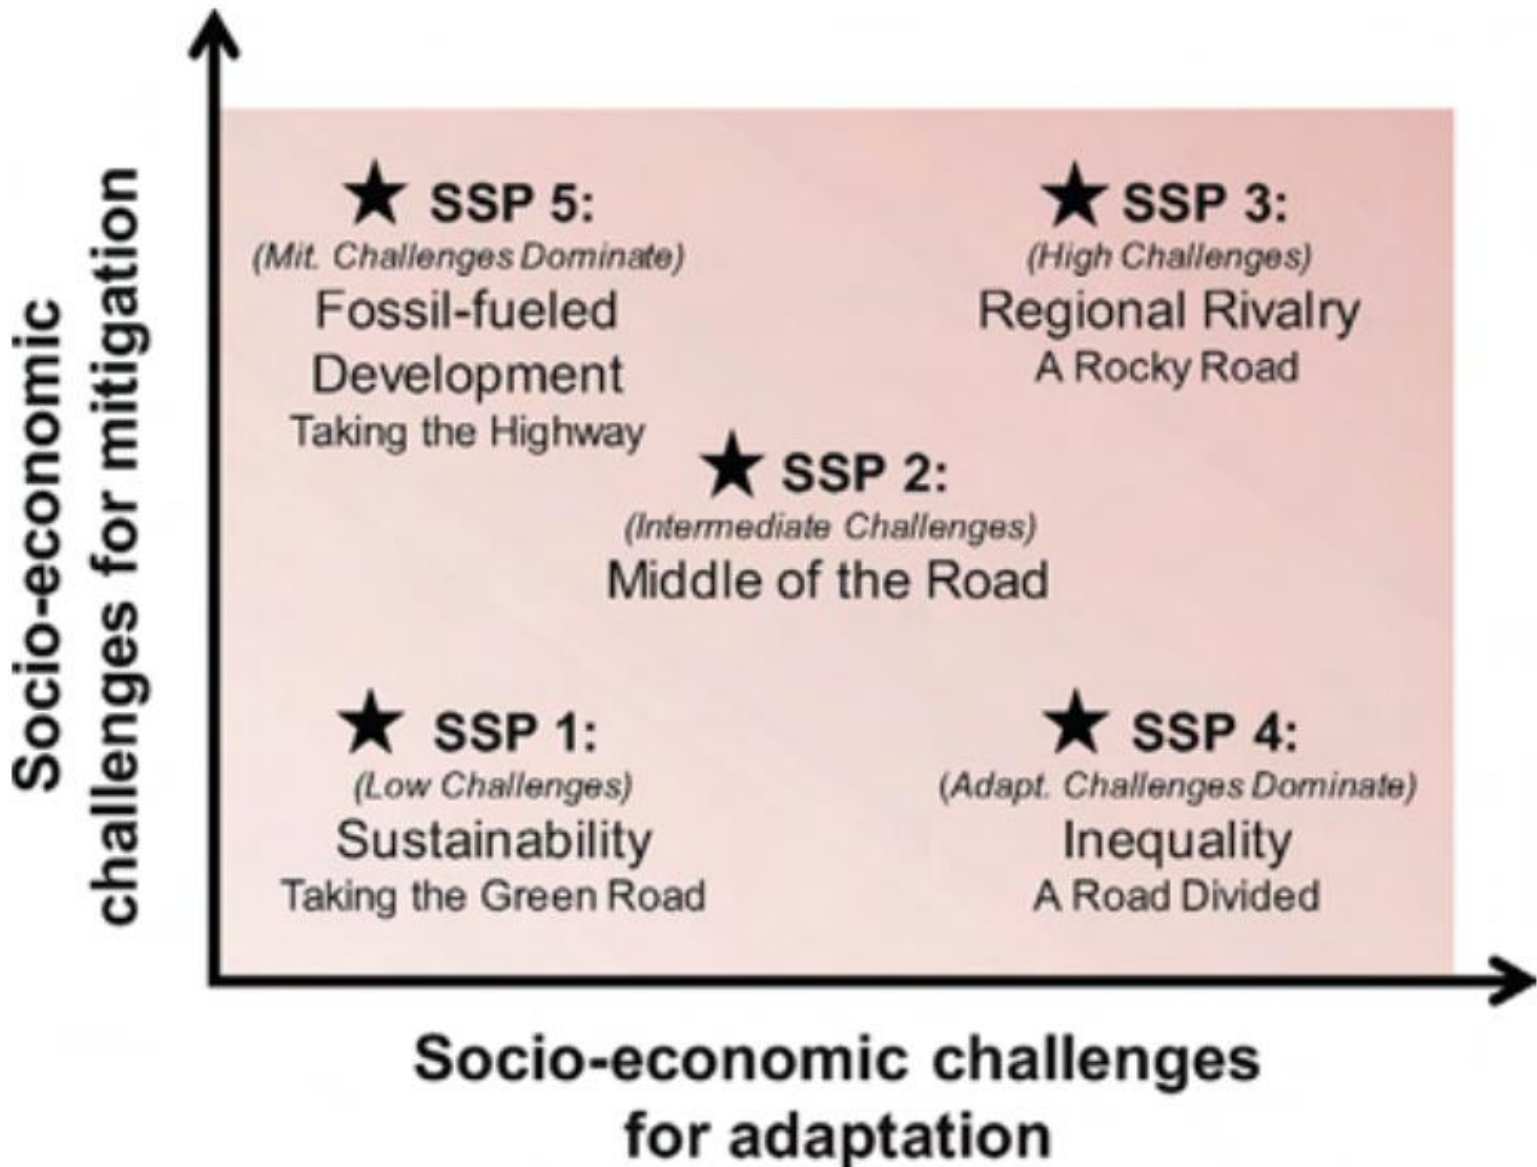 Socio-economic
challenges for mitigation
SSP 5:
(Mit. Challenges Dominate)
Fossil-fueled
Development
Taking the Highway
SSP 3:
(High Challenges)
Regional Rivalry
A Rocky Road
SSP 2:
(Intermediate Challenges)
Middle of the Road
SSP 1:
(Low Challenges)
Sustainability
Taking the Green Road
SSP 4:
(Adapt. Challenges Dominate)
Inequality
A Road Divided
Socio-economic challenges
for adaptation